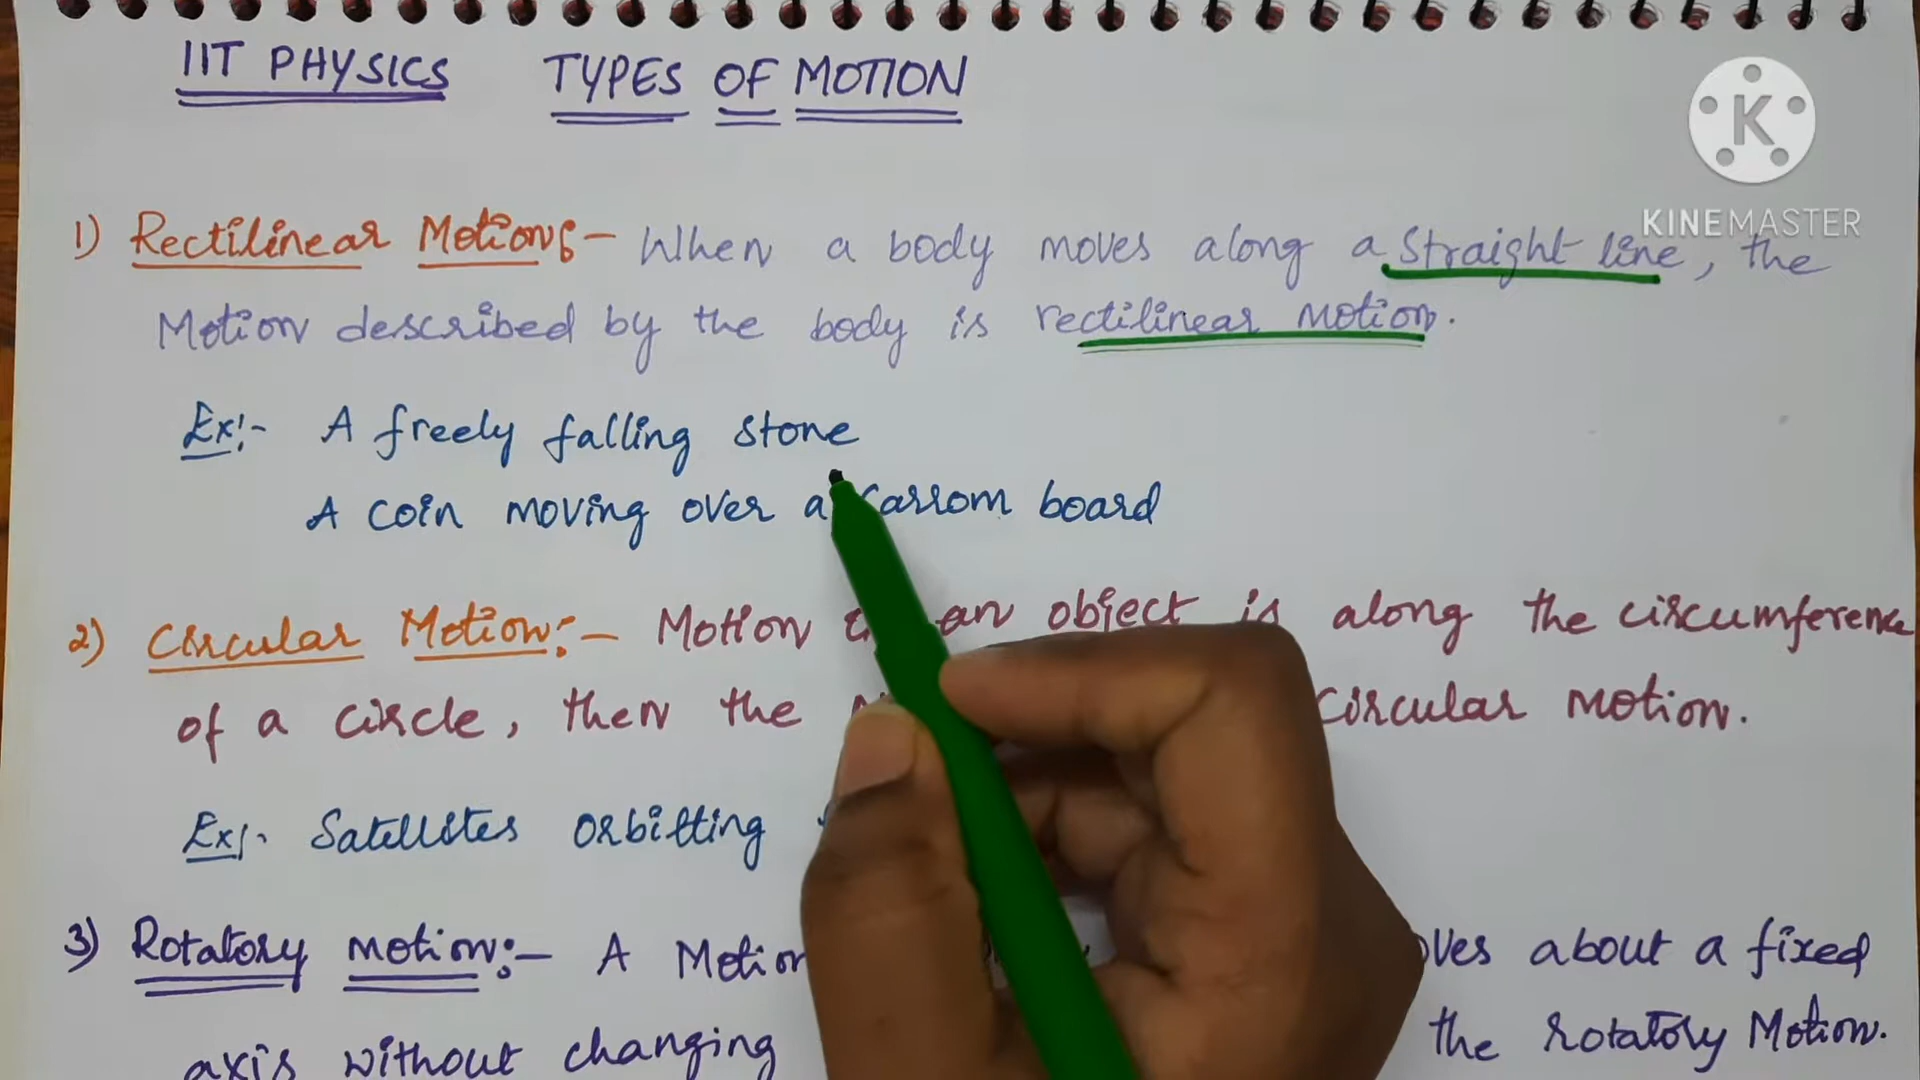 IIT PHYSICS TYPES OF MOTION
K
KINEMASTER
1) Rectilinear Motion:- When a body moves along a straight line, the
Motion described by the body is rectilinear motion.
Ex:- A freely falling stone
A coin moving over a carrom board
2) Circular Motion:- Motion an object is along the circumference
of a circle, then the circular motion.
Ex:- Satellites orbitting
3) Rotatory motion:- A Motion about a fixed
axis without changing the rotatory Motion.